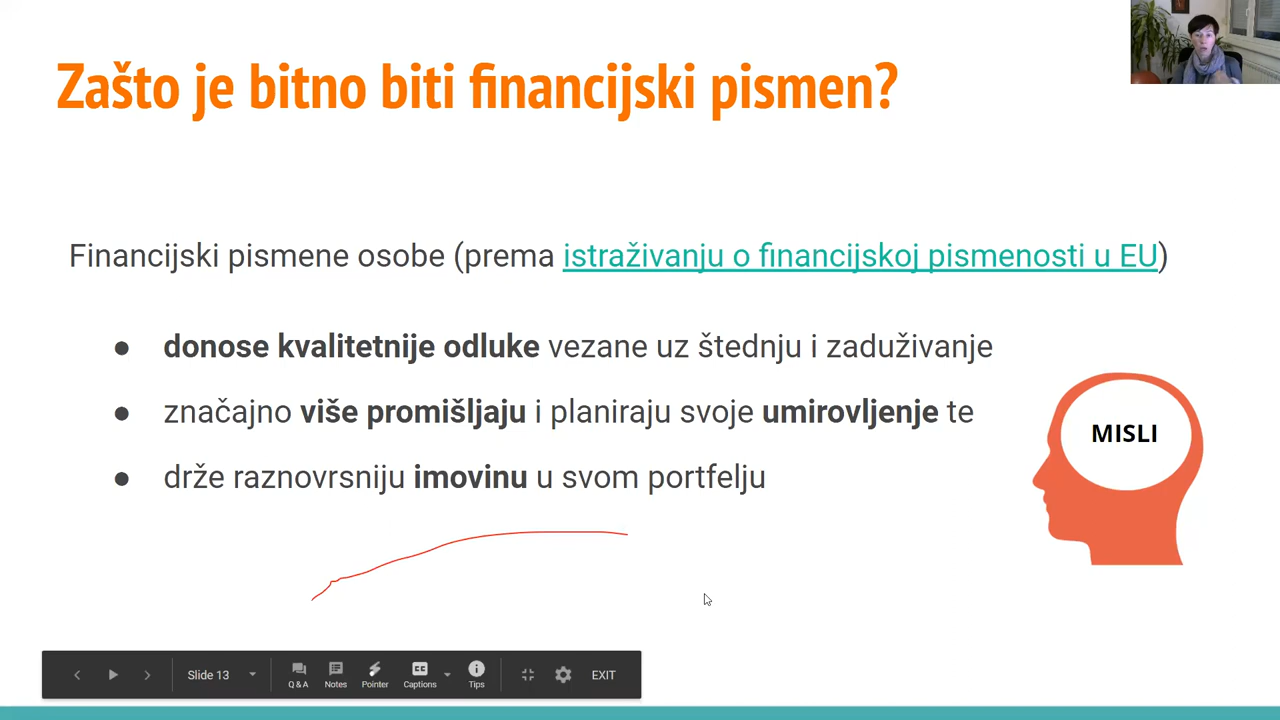 Zašto je bitno biti financijski pismen?
Financijski pismene osobe (prema istraživanju o financijskoj pismenosti u EU)
● donose kvalitetnije odluke vezane uz štednju i zaduživanje
● značajno više promišljaju i planiraju svoje umirovljenje te
● drže raznovrsniju imovinu u svom portfelju
MISLI
Slide 13
Q & A
Notes
Pointer
CC
Captions
Tips
EXIT